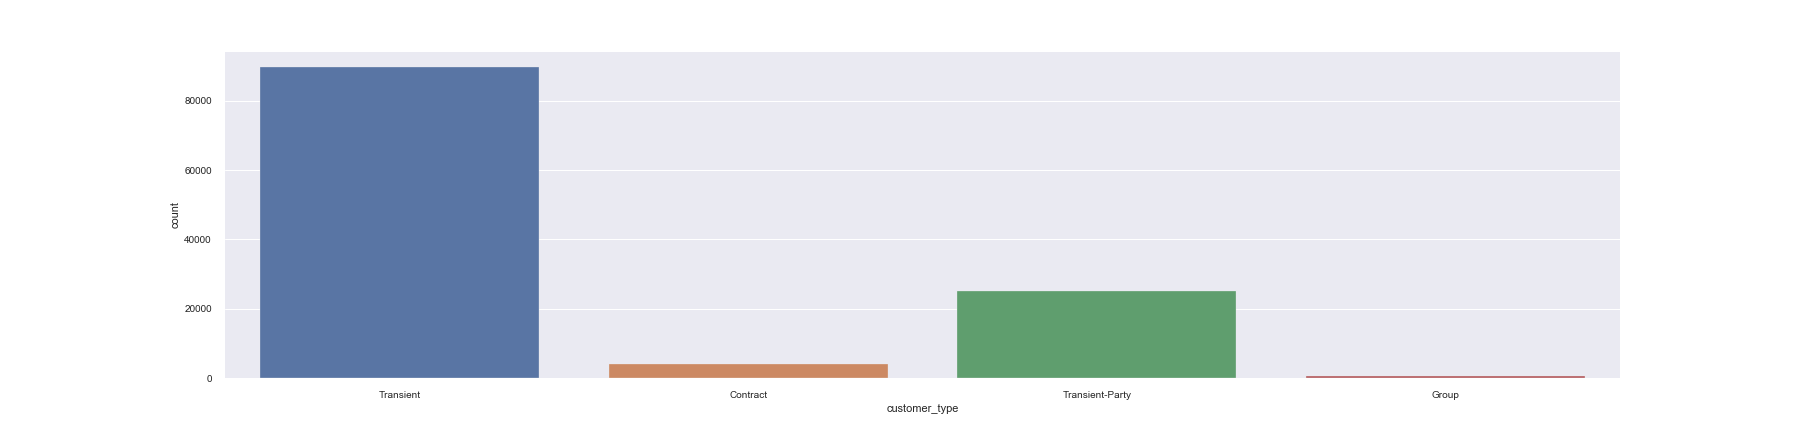 80000
60000
40000
20000
0
count
Transient
Contract
Transient-Party
Group
customer_type